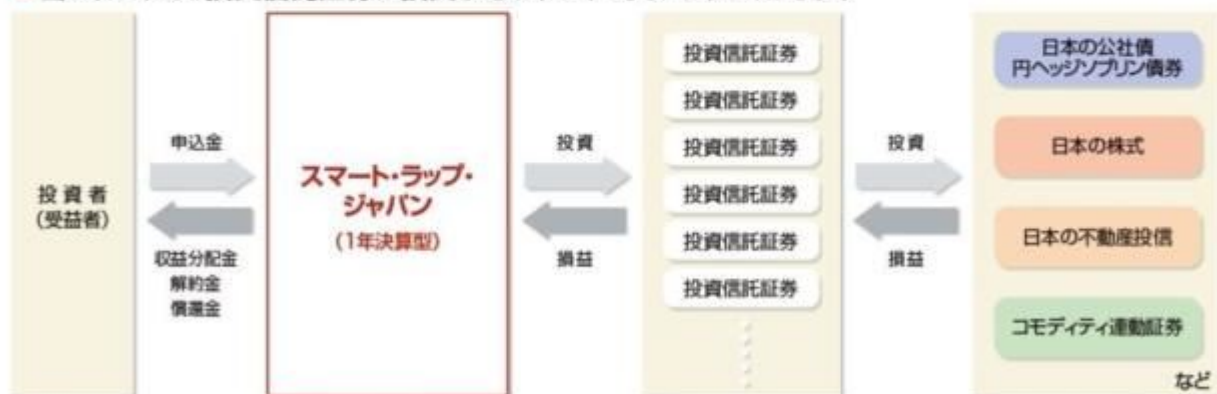 投資者
(受益者)
申込金
収益分配金
解約金
償還金
スマート・ラップ・
ジャパン
(1年決算型)
投資
損益
投資信託証券
投資信託証券
投資信託証券
投資信託証券
投資信託証券
投資信託証券
投資
損益
日本の公社債
円ヘッジソブリン債券
日本の株式
日本の不動産投信
コモディティ連動証券
など